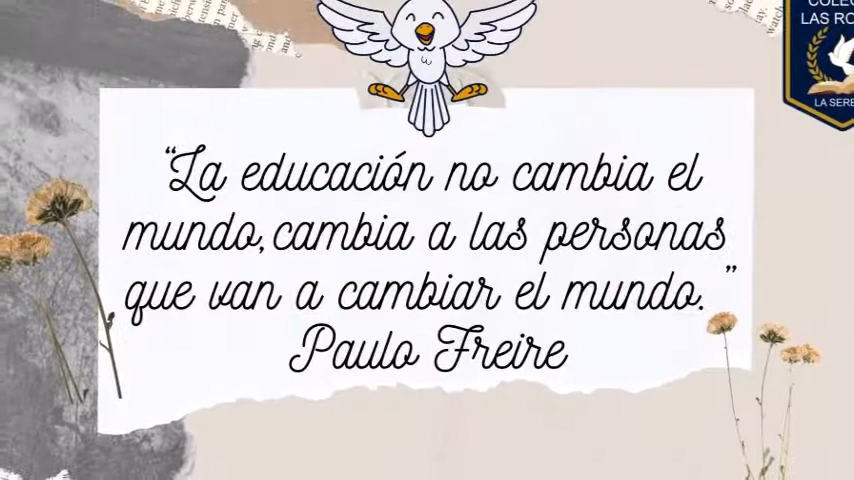 COLEG
LAS RO
LA SERE
“La educación no cambia el
mundo,cambia a las personas
que van a cambiar el mundo. ”
Paulo Freire